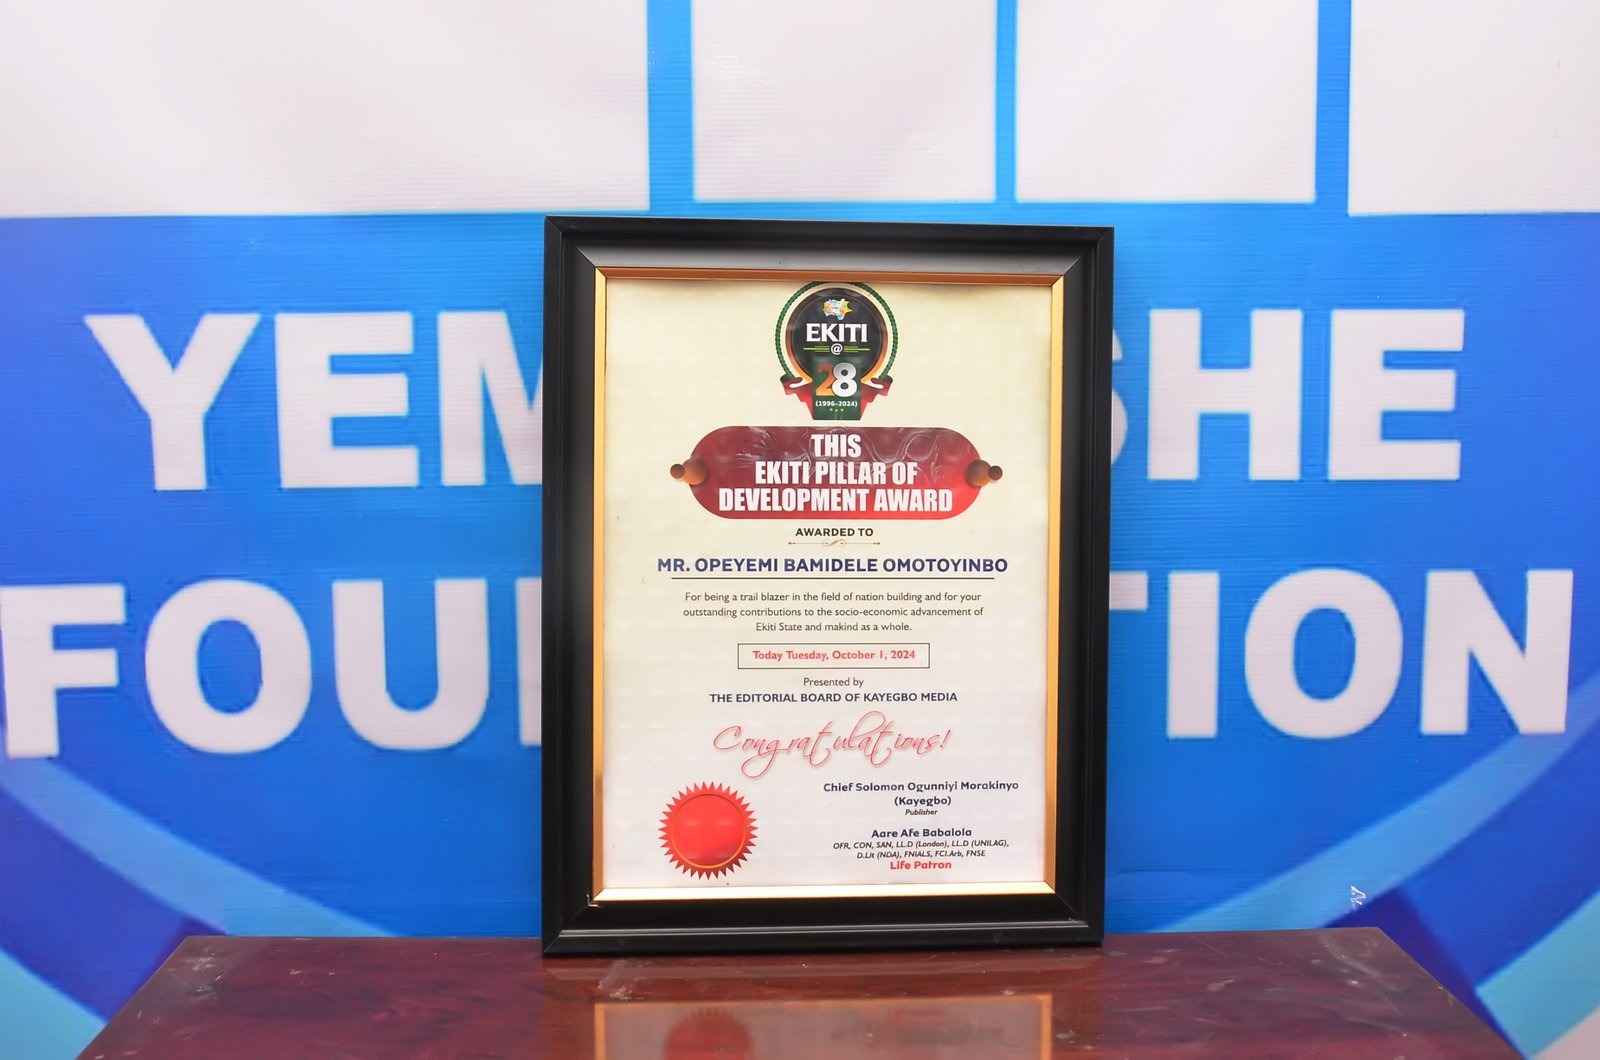 YEM
SHE
FOU
TION
EKITI
@
28
(1996-2024)
THIS
EKITI PILLAR OF
DEVELOPMENT AWARD
AWARDED TO
MR. OPEYEMI BAMIDELE OMOTOYINBO
For being a trail blazer in the field of nation building and for your
outstanding contributions to the socio-economic advancement of
Ekiti State and makind as a whole.
Today Tuesday, October 1, 2024
Presented by
THE EDITORIAL BOARD OF KAYEGBO MEDIA
Congratulations!
Chief Solomon Ogunniyi Morakinyo
(Kayegbo)
Publisher
Aare Afe Babalola
OFR, CON, SAN, LL.D (London), LL.D (UNILAG),
D.Lit (NDA), FNIALS, FCI.Arb, FNSE
Life Patron